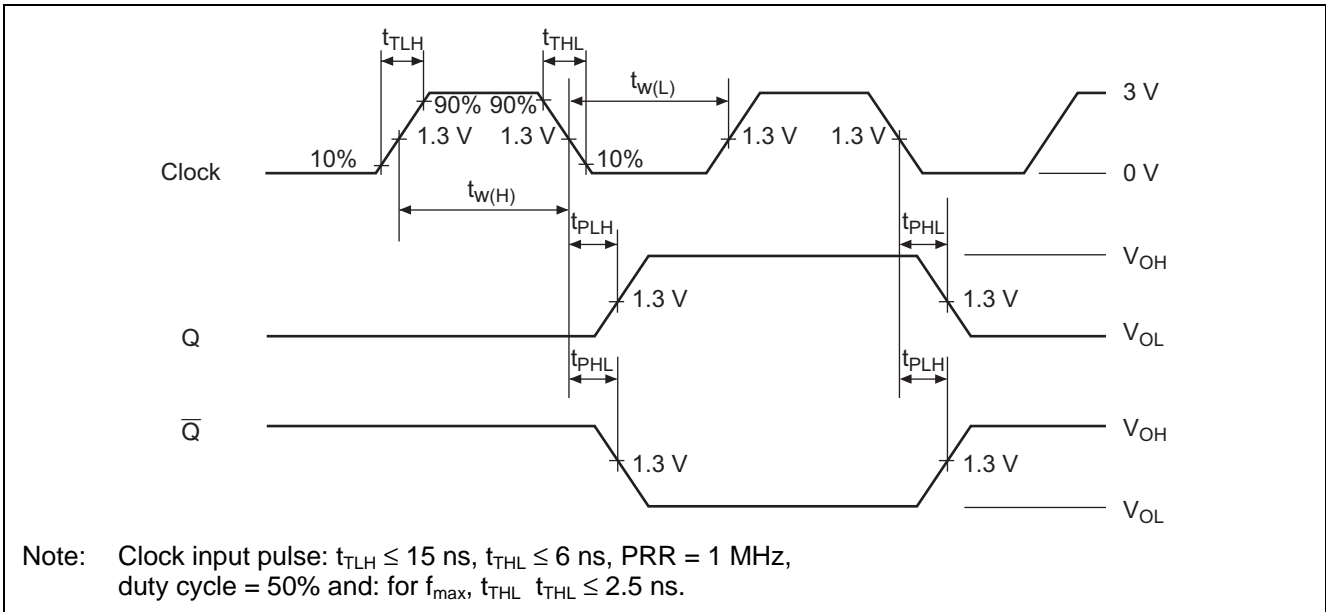 tTLH tTHL
tw(L)
3 V
90% 90%
1.3 V 1.3 V 1.3 V 1.3 V
10% 10%
Clock 0 V
tw(H)
tPLH tPHL
VOH
1.3 V 1.3 V
Q VOL
tPHL tPLH
Q̅ VOH
1.3 V 1.3 V
VOL
Note: Clock input pulse: tTLH ≤ 15 ns, tTHL ≤ 6 ns, PRR = 1 MHz,
duty cycle = 50% and: for fmax, tTHL tTHL ≤ 2.5 ns.